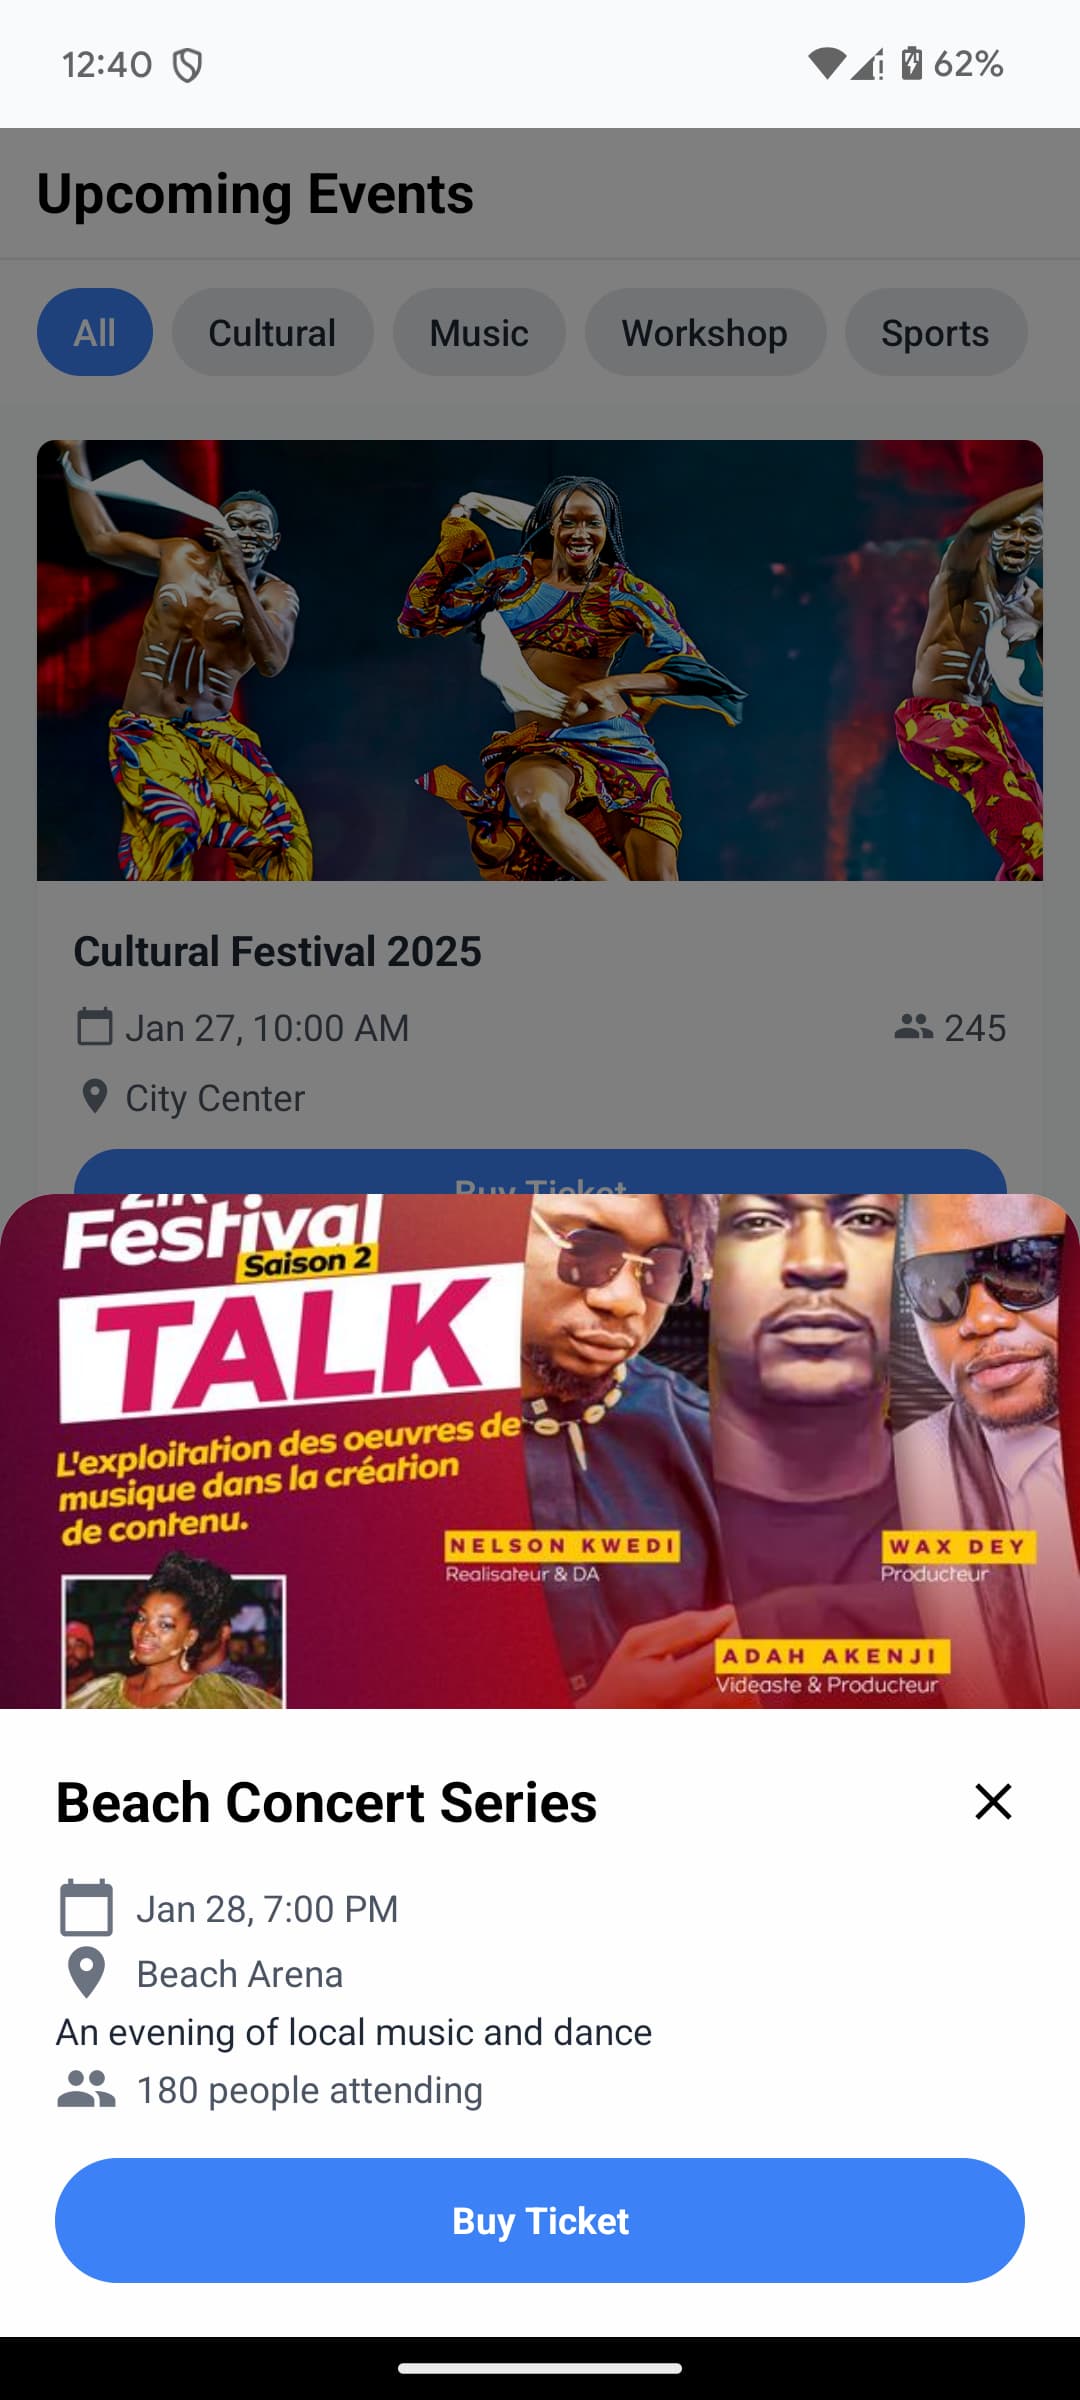 12:40
62%
Upcoming Events
All
Cultural
Music
Workshop
Sports
Cultural Festival 2025
Jan 27, 10:00 AM
245
City Center
Buy Ticket
Festival
Saison 2
TALK
L'exploitation des oeuvres de
musique dans la création
de contenu.
NELSON KWEDI
Realisateur & DA
WAX DEY
Producteur
ADAH AKENJI
Videaste & Producteur
Beach Concert Series
Jan 28, 7:00 PM
Beach Arena
An evening of local music and dance
180 people attending
Buy Ticket